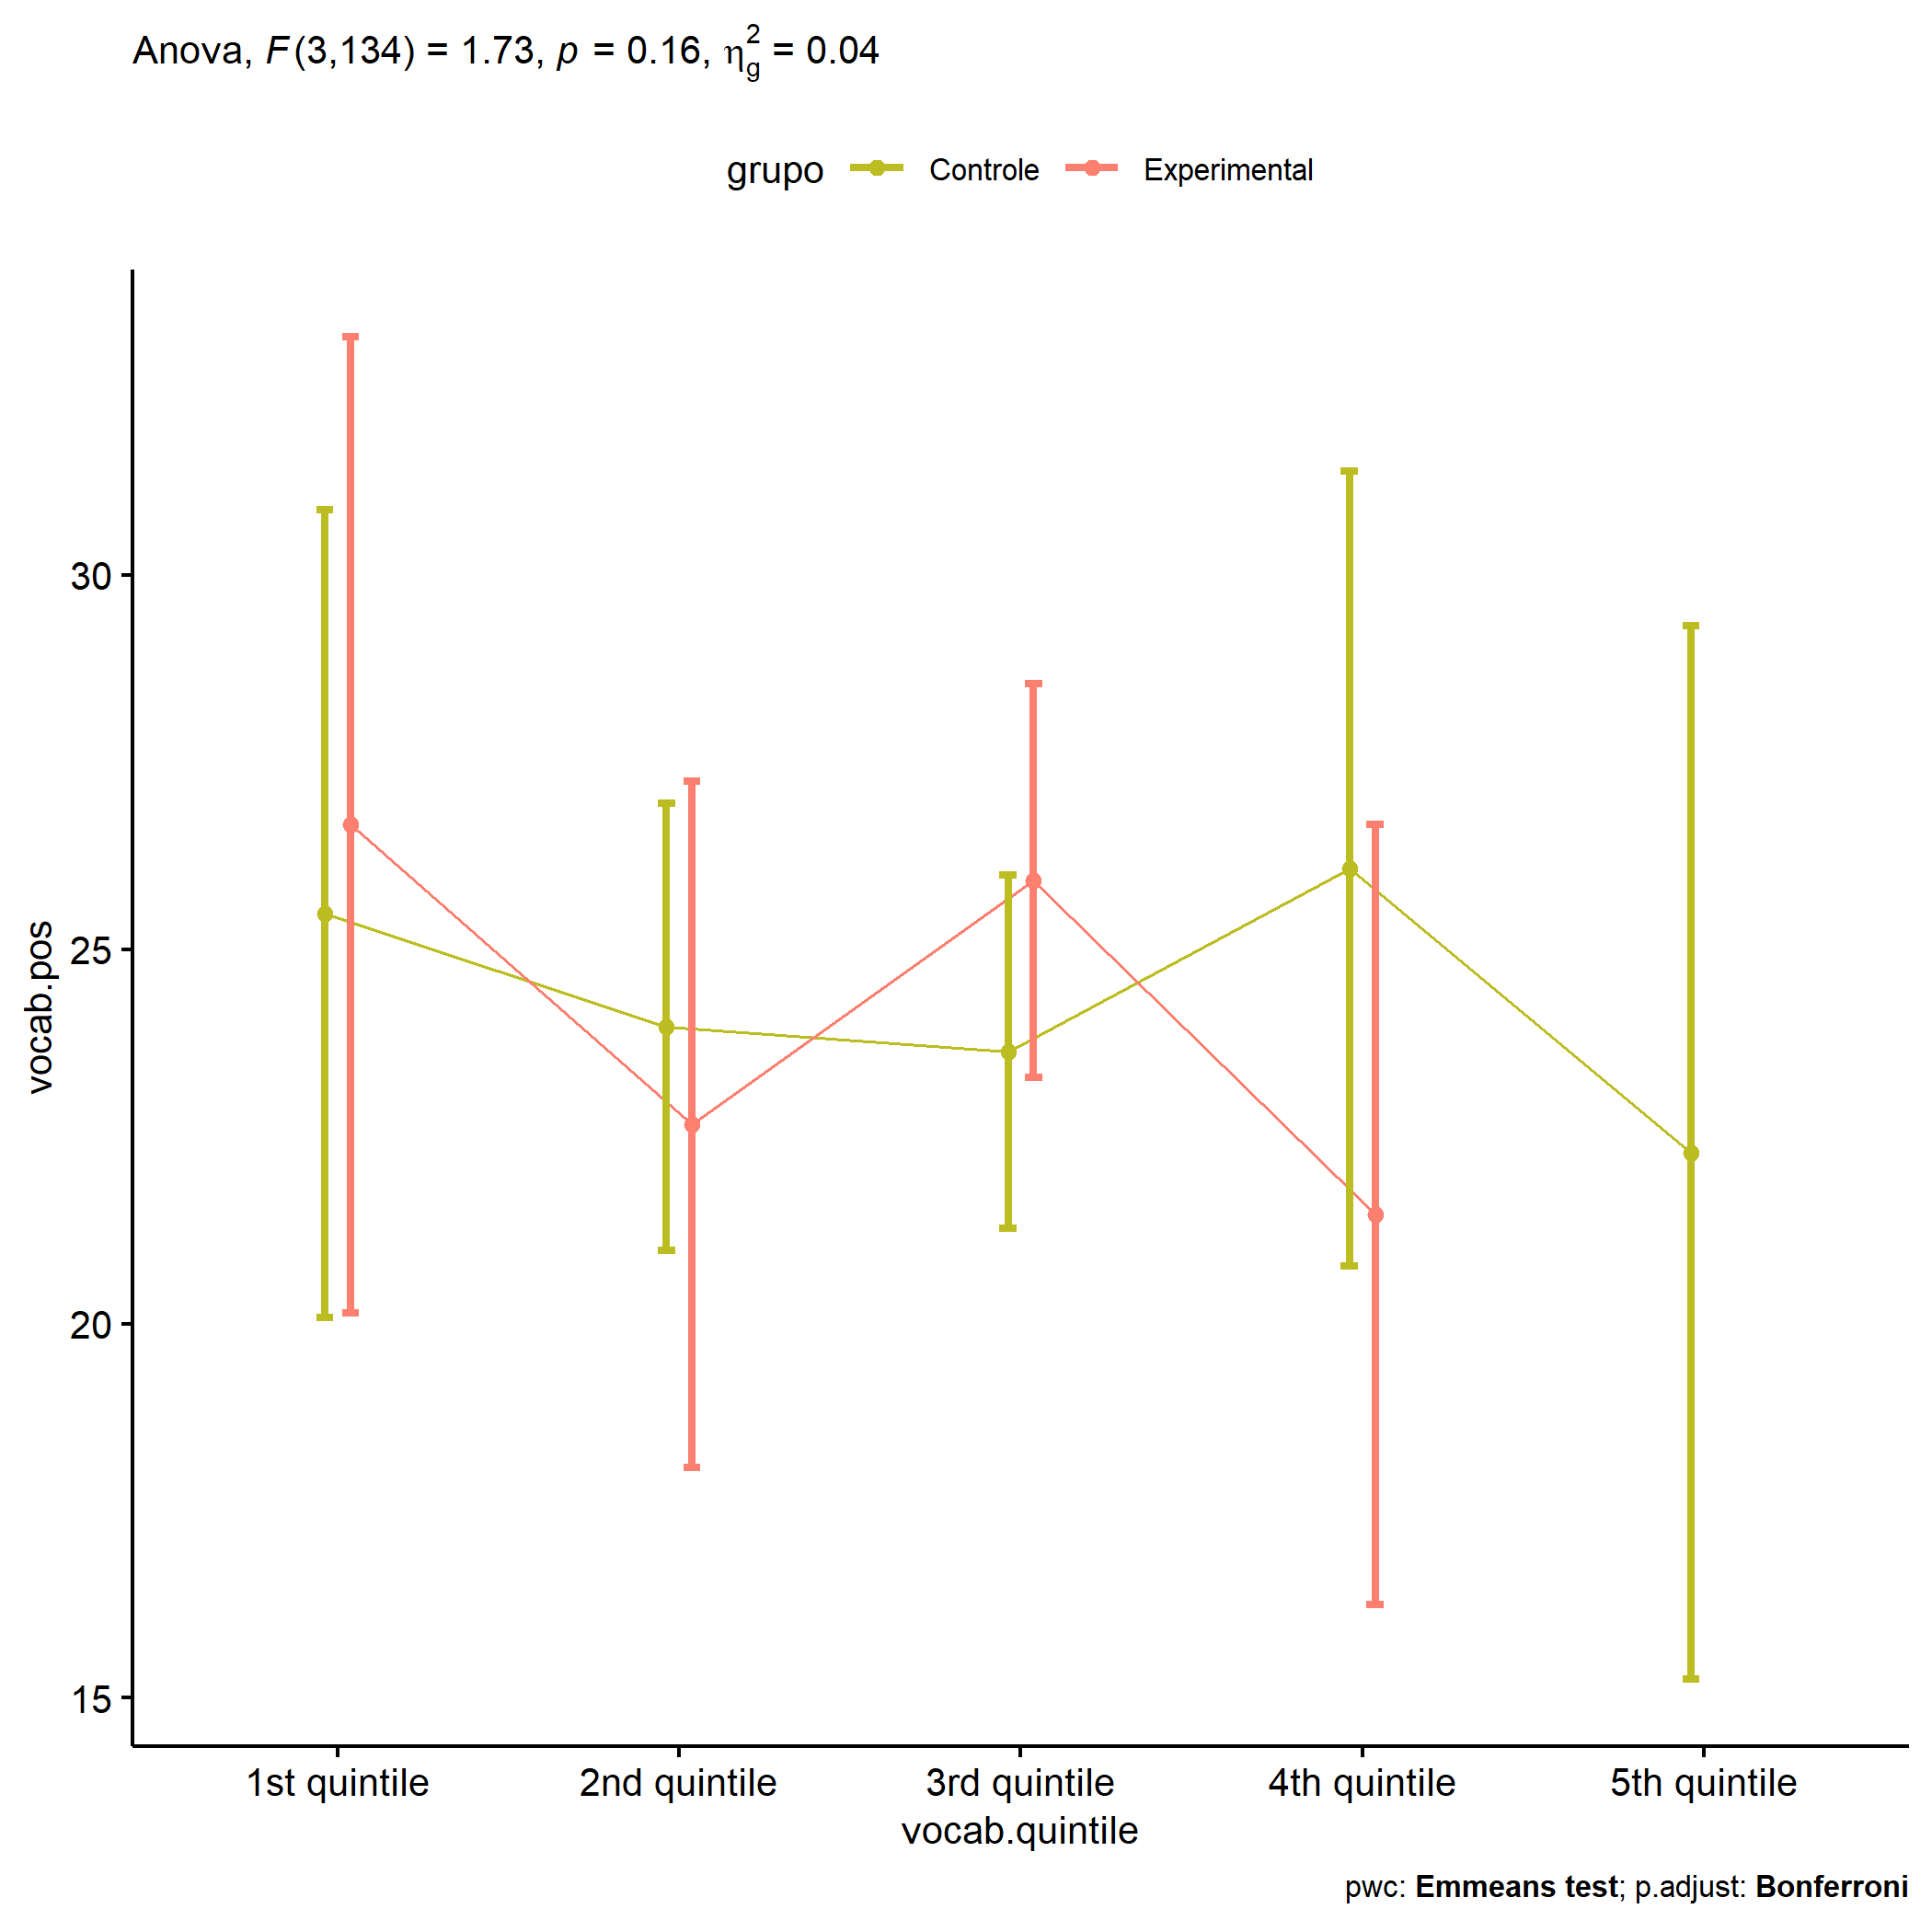 Anova, F(3,134) = 1.73, p = 0.16, η²g = 0.04
grupo Controle Experimental
vocab.pos
30
25
20
15
1st quintile 2nd quintile 3rd quintile 4th quintile 5th quintile
vocab.quintile
pwc: Emmeans test; p.adjust: Bonferroni